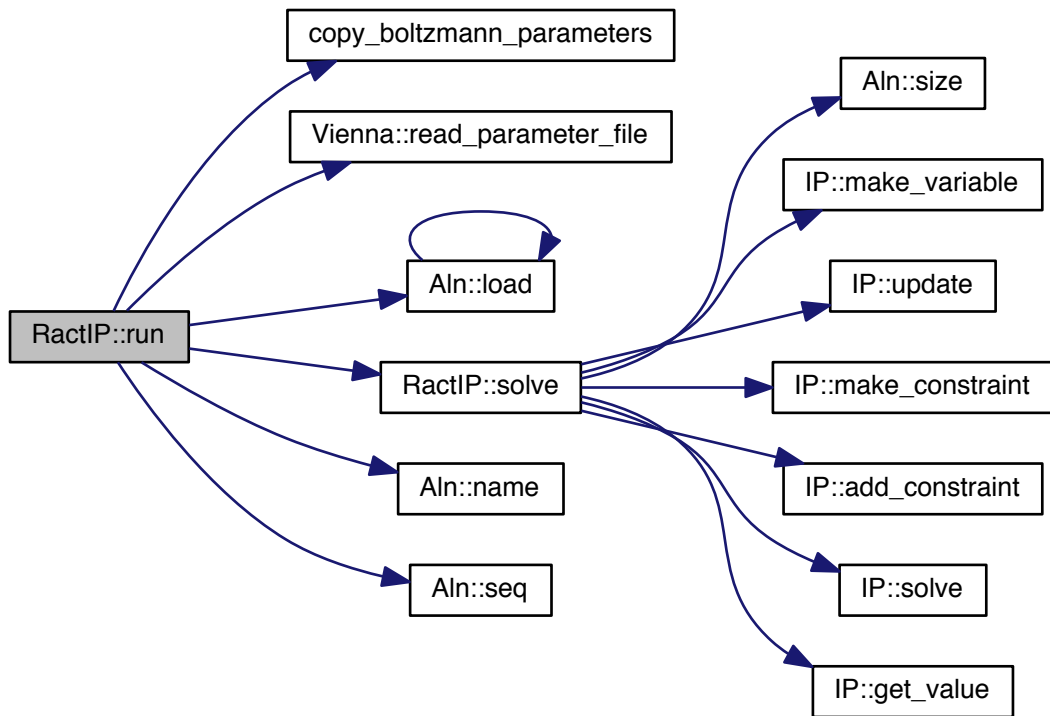 copy_boltzmann_parameters
Vienna::read_parameter_file
Aln::load
RactIP::run
RactIP::solve
Aln::name
Aln::seq
Aln::size
IP::make_variable
IP::update
IP::make_constraint
IP::add_constraint
IP::solve
IP::get_value